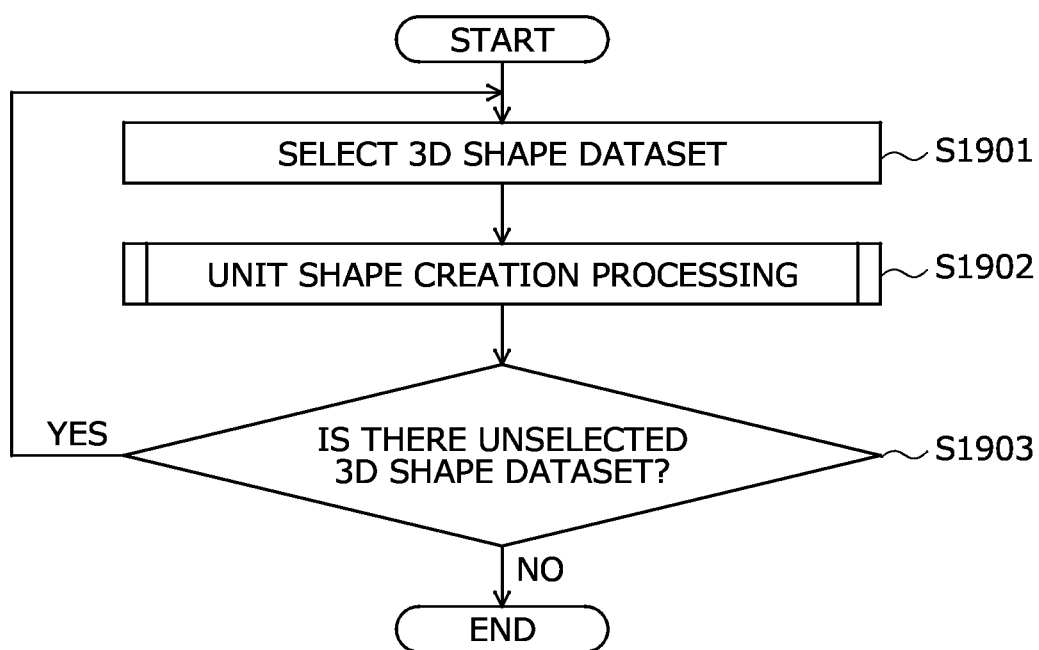 START
SELECT 3D SHAPE DATASET
S1901
UNIT SHAPE CREATION PROCESSING
S1902
YES
IS THERE UNSELECTED
3D SHAPE DATASET?
S1903
NO
END